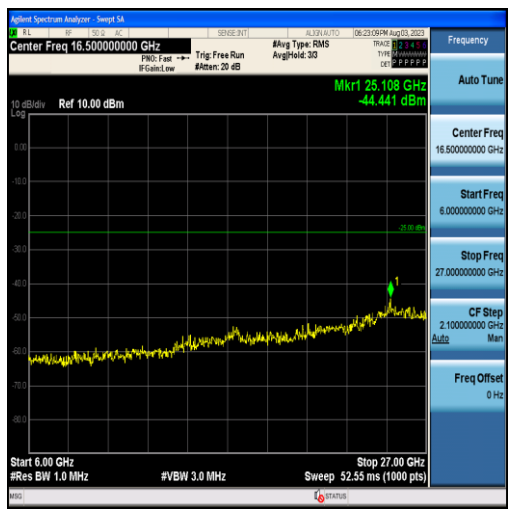 Agilent Spectrum Analyzer - Swept SA
RL RF 50 Ω AC SENSE:INT ALIGN AUTO 06:23:09 PM Aug 03, 2023
Center Freq 16.500000000 GHz
PNO: Fast
IFGain:Low
Trig: Free Run
#Atten: 20 dB
#Avg Type: RMS
Avg|Hold: 3/3
TRACE 1 2 3 4 5 6
TYPE
DET P P P P P P
Mkr1 25.108 GHz
-44.441 dBm
10 dB/div Ref 10.00 dBm
Log
0.00
-10.0
-20.0
-25.00 dBm
-30.0
1
-40.0
-50.0
-60.0
-70.0
-80.0
Start 6.00 GHz Stop 27.00 GHz
#Res BW 1.0 MHz #VBW 3.0 MHz Sweep 52.55 ms (1000 pts)
MSG STATUS
Frequency
Auto Tune
Center Freq
16.500000000 GHz
Start Freq
6.000000000 GHz
Stop Freq
27.000000000 GHz
CF Step
2.100000000 GHz
Auto Man
Freq Offset
0 Hz